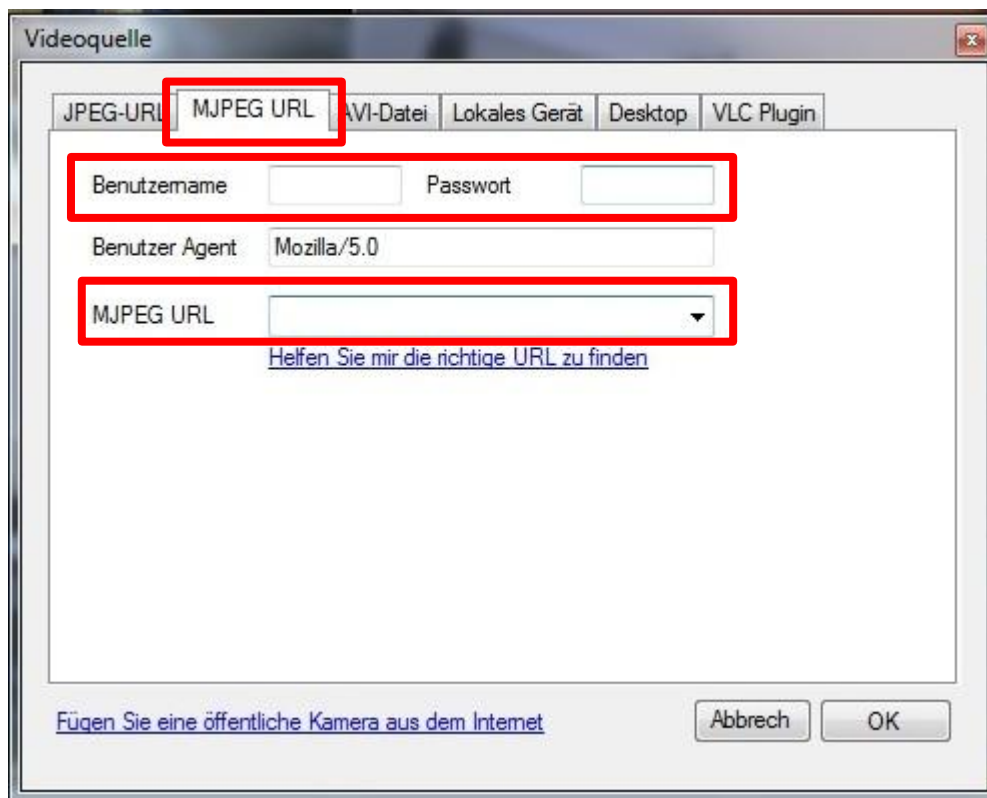 Videoquelle
JPEG-URL MJPEG URL AVI-Datei Lokales Gerät Desktop VLC Plugin
Benutzername Passwort
Benutzer Agent Mozilla/5.0
MJPEG URL
Helfen Sie mir die richtige URL zu finden
Fügen Sie eine öffentliche Kamera aus dem Internet Abbrech OK